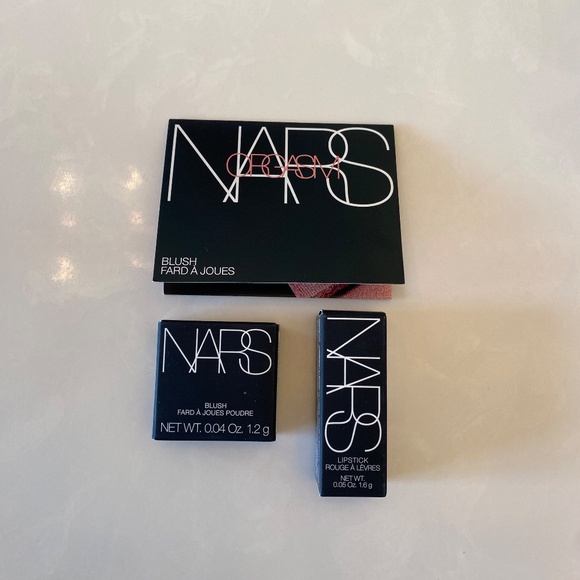 NARS
ORGASM
BLUSH
FARD À JOUES
NARS
BLUSH
FARD À JOUES POUDRE
NET WT. 0.04 Oz. 1.2 g
NARS
LIPSTICK
ROUGE À LÈVRES
NET WT.
0.05 Oz. 1.6 g